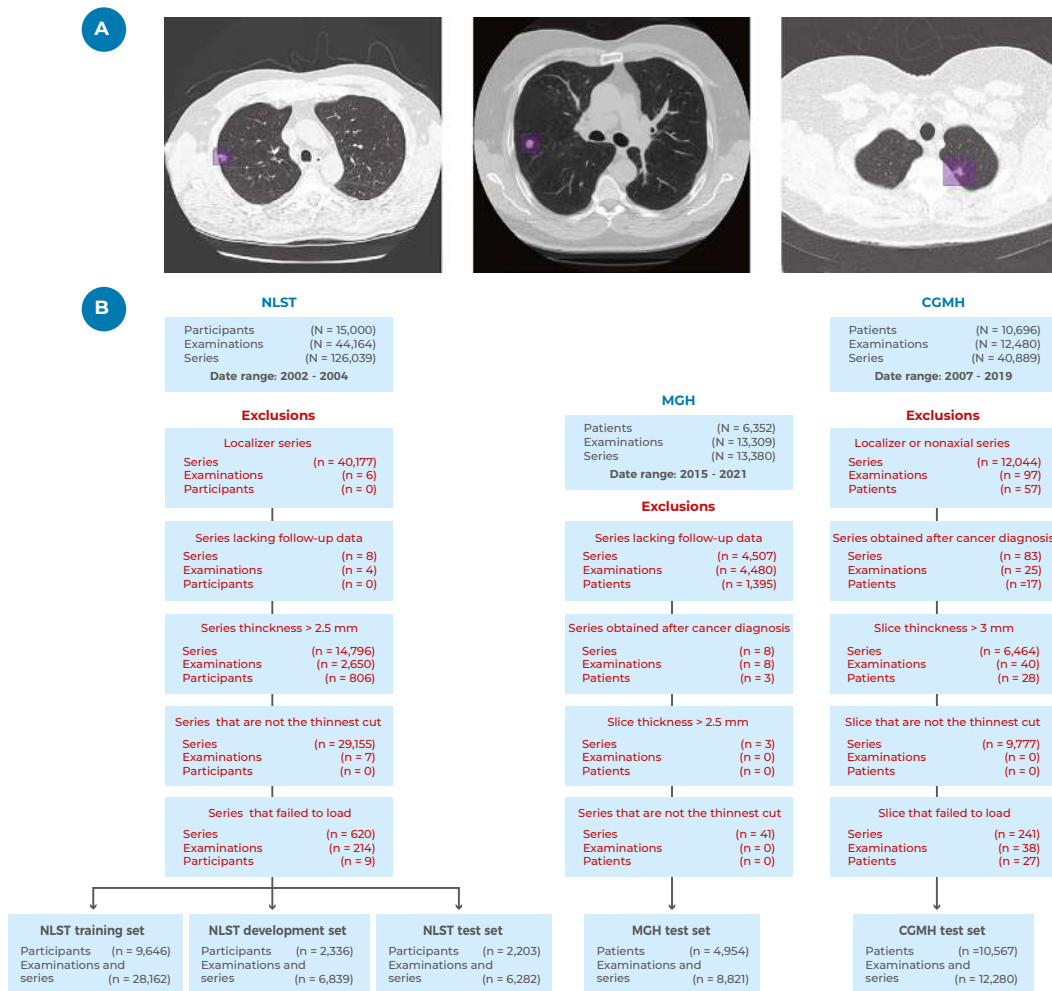 A
B
NLST
Participants (N = 15,000)
Examinations (N = 44,164)
Series (N = 126,039)
Date range: 2002 - 2004
Exclusions
Localizer series
Series (n = 40,177)
Examinations (n = 6)
Participants (n = 0)
Series lacking follow-up data
Series (n = 8)
Examinations (n = 4)
Participants (n = 0)
Series thinckness > 2.5 mm
Series (n = 14,796)
Examinations (n = 2,650)
Participants (n = 806)
Series that are not the thinnest cut
Series (n = 29,155)
Examinations (n = 7)
Participants (n = 0)
Series that failed to load
Series (n = 620)
Examinations (n = 214)
Participants (n = 9)
NLST training set
Participants (n = 9,646)
Examinations and
series (n = 28,162)
NLST development set
Participants (n = 2,336)
Examinations and
series (n = 6,839)
NLST test set
Participants (n = 2,203)
Examinations and
series (n = 6,282)
MGH
Patients (N = 6,352)
Examinations (N = 13,309)
Series (N = 13,380)
Date range: 2015 - 2021
Exclusions
Series lacking follow-up data
Series (n = 4,507)
Examinations (n = 4,480)
Patients (n = 1,395)
Series obtained after cancer diagnosis
Series (n = 8)
Examinations (n = 8)
Patients (n = 3)
Slice thickness > 2.5 mm
Series (n = 3)
Examinations (n = 0)
Patients (n = 0)
Series that are not the thinnest cut
Series (n = 41)
Examinations (n = 0)
Patients (n = 0)
MGH test set
Patients (n = 4,954)
Examinations and
series (n = 8,821)
CGMH
Patients (N = 10,696)
Examinations (N = 12,480)
Series (N = 40,889)
Date range: 2007 - 2019
Exclusions
Localizer or nonaxial series
Series (n = 12,044)
Examinations (n = 97)
Patients (n = 57)
Series obtained after cancer diagnosis
Series (n = 83)
Examinations (n = 25)
Patients (n =17)
Slice thinckness > 3 mm
Series (n = 6,464)
Examinations (n = 40)
Patients (n = 28)
Slice that are not the thinnest cut
Series (n = 9,777)
Examinations (n = 0)
Patients (n = 0)
Slice that failed to load
Series (n = 241)
Examinations (n = 38)
Patients (n = 27)
CGMH test set
Patients (n =10,567)
Examinations and
series (n = 12,280)